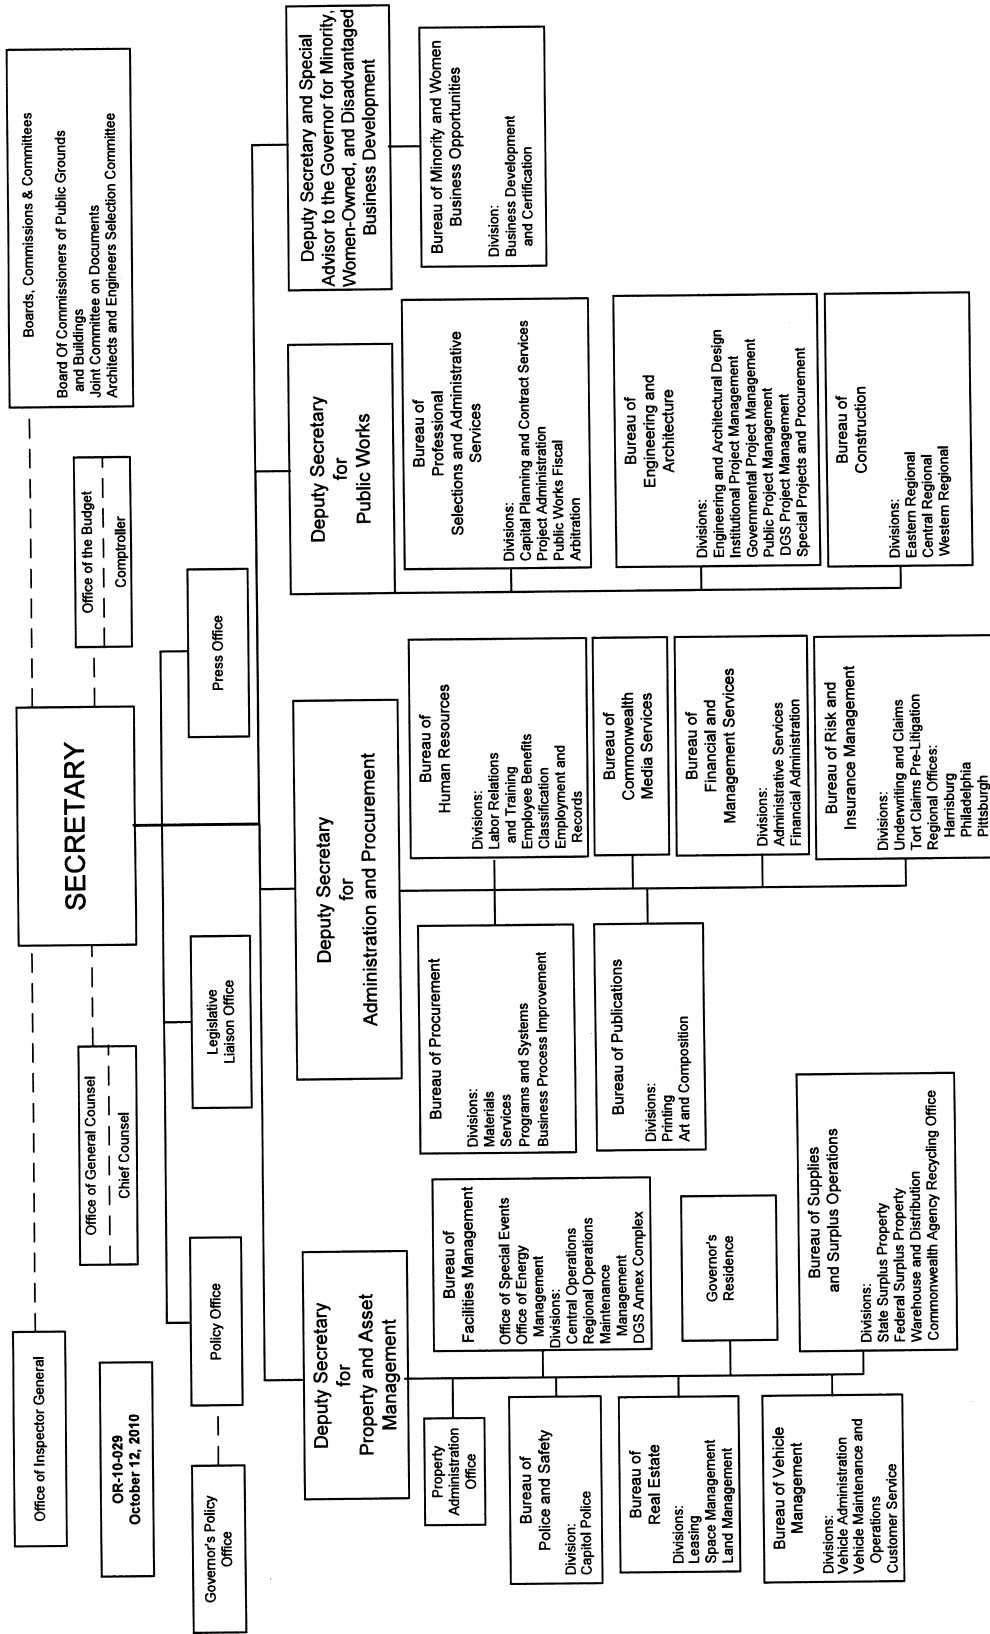 Office of Inspector General
OR-10-029
October 12, 2010
Office of General Counsel
Chief Counsel
SECRETARY
Office of the Budget
Comptroller
Boards, Commissions & Committees
Board Of Commissioners of Public Grounds
and Buildings
Joint Committee on Documents
Architects and Engineers Selection Committee
Governor's Policy
Office
Policy Office
Legislative
Liaison Office
Press Office
Deputy Secretary
for
Property and Asset
Management
Property
Administration
Office
Bureau of
Police and Safety
Division:
Capitol Police
Bureau of
Real Estate
Divisions:
Leasing
Space Management
Land Management
Bureau of Vehicle
Management
Divisions:
Vehicle Administration
Vehicle Maintenance and
Operations
Customer Service
Bureau of
Facilities Management
Office of Special Events
Office of Energy
Management
Divisions:
Central Operations
Regional Operations
Maintenance
Management
DGS Annex Complex
Governor's
Residence
Bureau of Supplies
and Surplus Operations
Divisions:
State Surplus Property
Federal Surplus Property
Warehouse and Distribution
Commonwealth Agency Recycling Office
Deputy Secretary
for
Administration and Procurement
Bureau of Procurement
Divisions:
Materials
Services
Programs and Systems
Business Process Improvement
Bureau of Publications
Divisions:
Printing
Art and Composition
Bureau of
Human Resources
Divisions:
Labor Relations
and Training
Employee Benefits
Classification
Employment and
Records
Bureau of
Commonwealth
Media Services
Bureau of
Financial and
Management Services
Divisions:
Administrative Services
Financial Administration
Bureau of Risk and
Insurance Management
Divisions:
Underwriting and Claims
Tort Claims Pre-Litigation
Regional Offices:
Harrisburg
Philadelphia
Pittsburgh
Deputy Secretary
for
Public Works
Bureau of
Professional
Selections and Administrative
Services
Divisions:
Capital Planning and Contract Services
Project Administration
Public Works Fiscal
Arbitration
Bureau of
Engineering and
Architecture
Divisions:
Engineering and Architectural Design
Institutional Project Management
Governmental Project Management
Public Project Management
DGS Project Management
Special Projects and Procurement
Bureau of
Construction
Divisions:
Eastern Regional
Central Regional
Western Regional
Deputy Secretary and Special
Advisor to the Governor for Minority,
Women-Owned, and Disadvantaged
Business Development
Bureau of Minority and Women
Business Opportunities
Division:
Business Development
and Certification